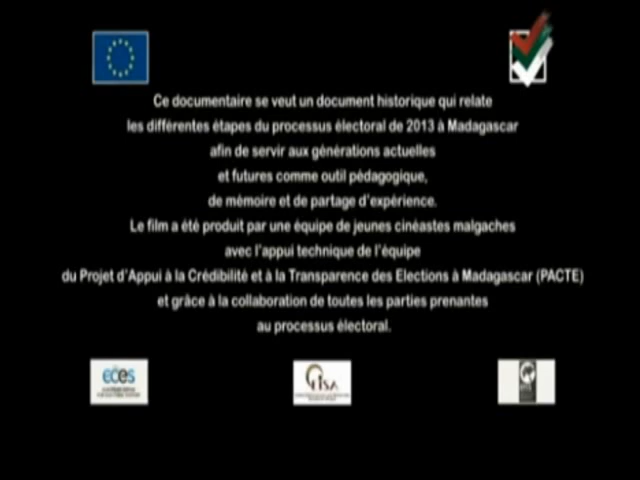 Ce documentaire se veut un document historique qui relate
les différentes étapes du processus électoral de 2013 à Madagascar
afin de servir aux générations actuelles
et futures comme outil pédagogique,
de mémoire et de partage d'expérience.
Le film a été produit par une équipe de jeunes cinéastes malgaches
avec l'appui technique de l'équipe
du Projet d'Appui à la Crédibilité et à la Transparence des Elections à Madagascar (PACTE)
et grâce à la collaboration de toutes les parties prenantes
au processus électoral.
eces
EISA